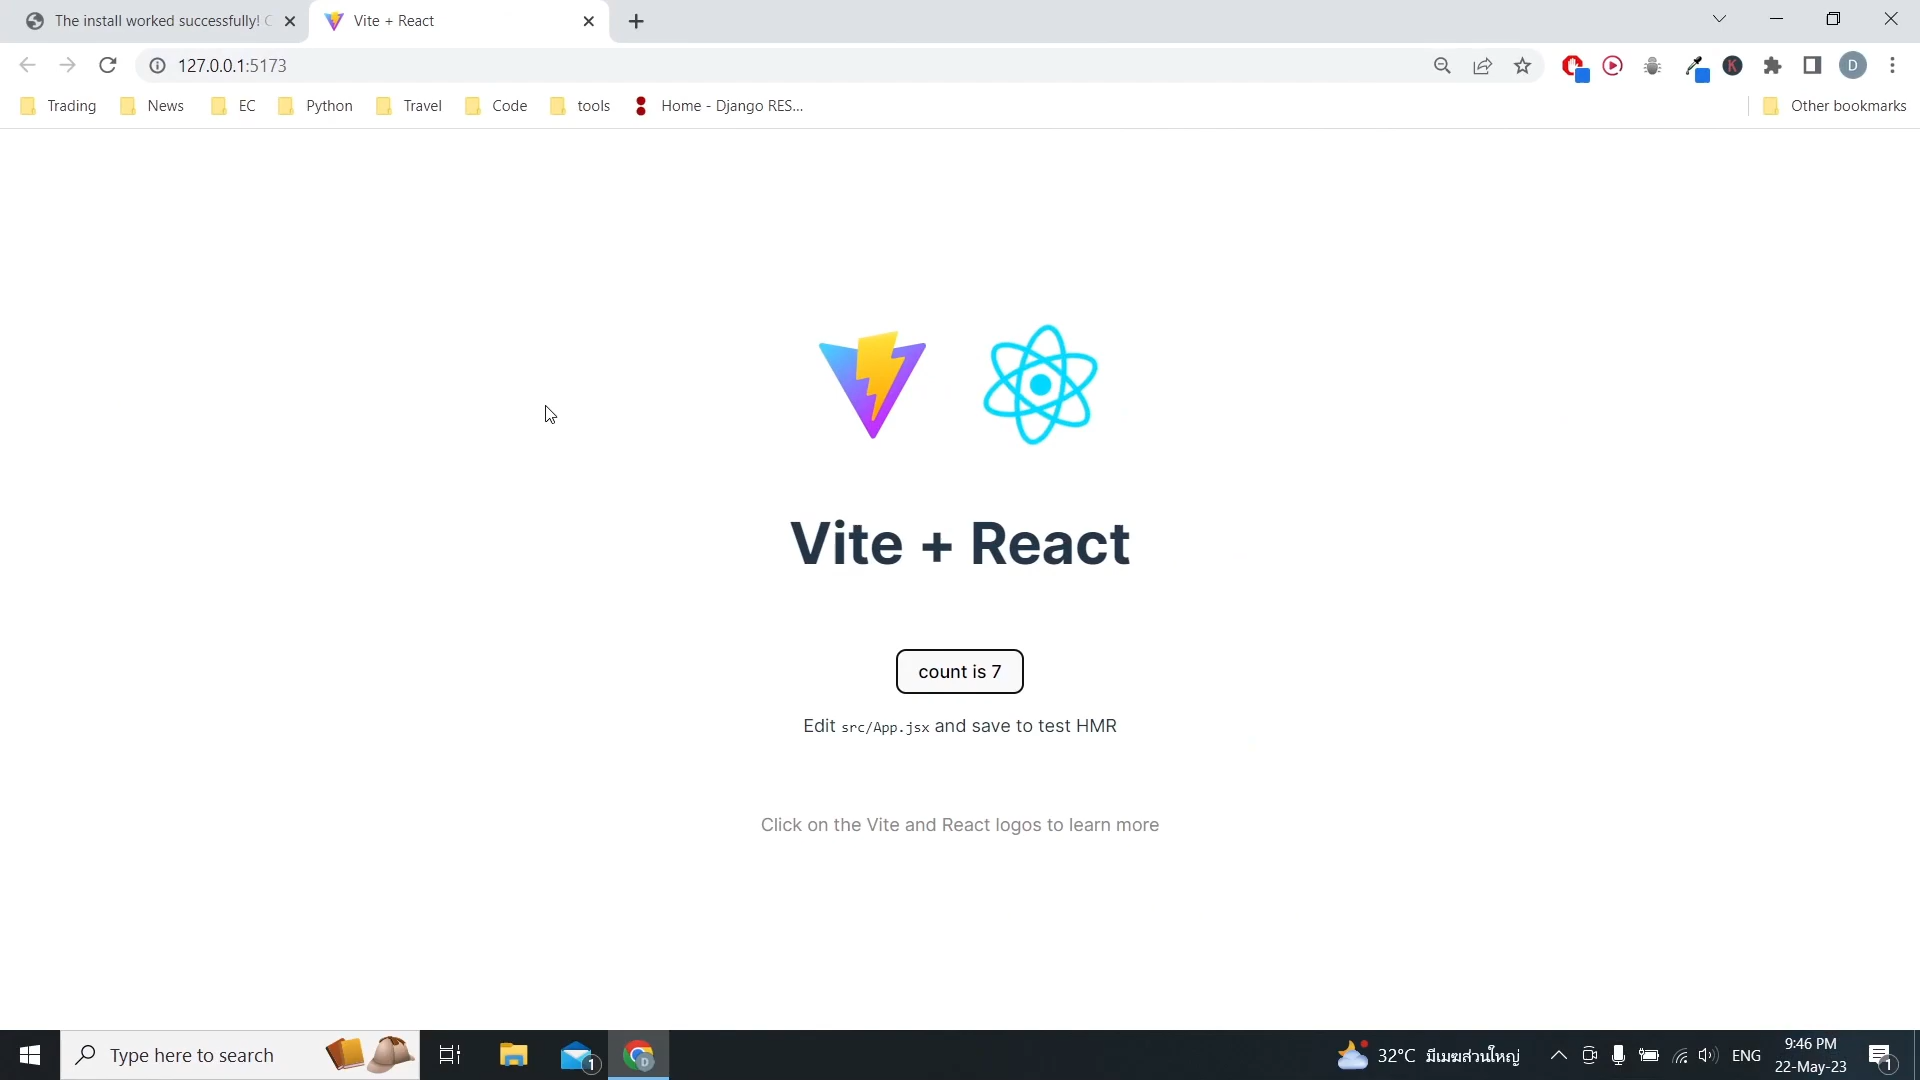 The install worked successfully!
Vite + React
127.0.0.1:5173
D
Trading
News
EC
Python
Travel
Code
tools
Home - Django RES...
Other bookmarks
Vite + React
count is 7
Edit src/App.jsx and save to test HMR
Click on the Vite and React logos to learn more
Type here to search
1
D
32°C มีเมฆส่วนใหญ่
ENG
9:46 PM
22-May-23
1